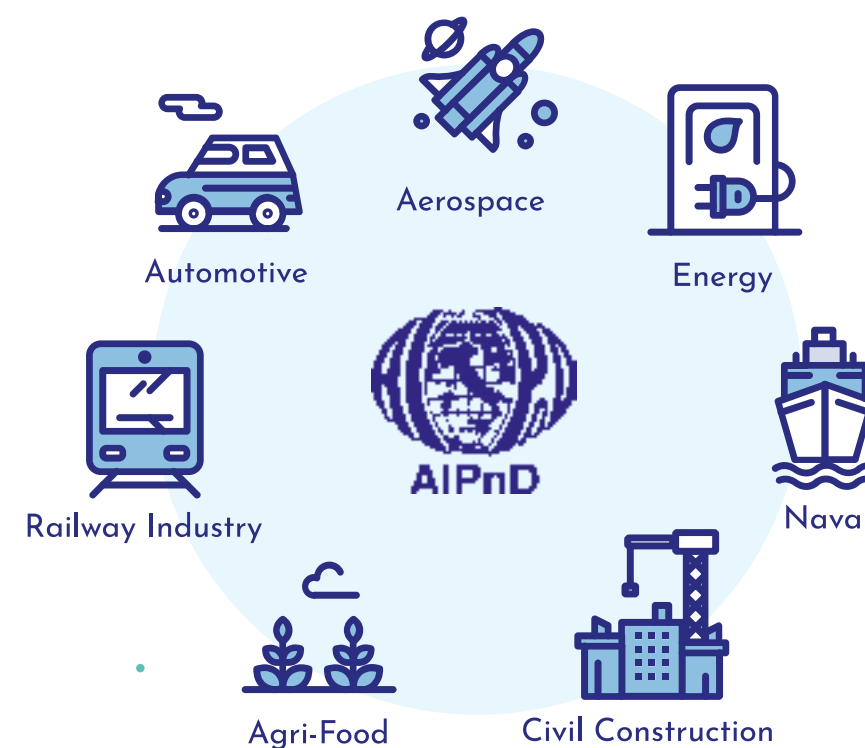 Aerospace
Automotive
Energy
AIPnD
Railway Industry
Nava
Agri-Food
Civil Construction